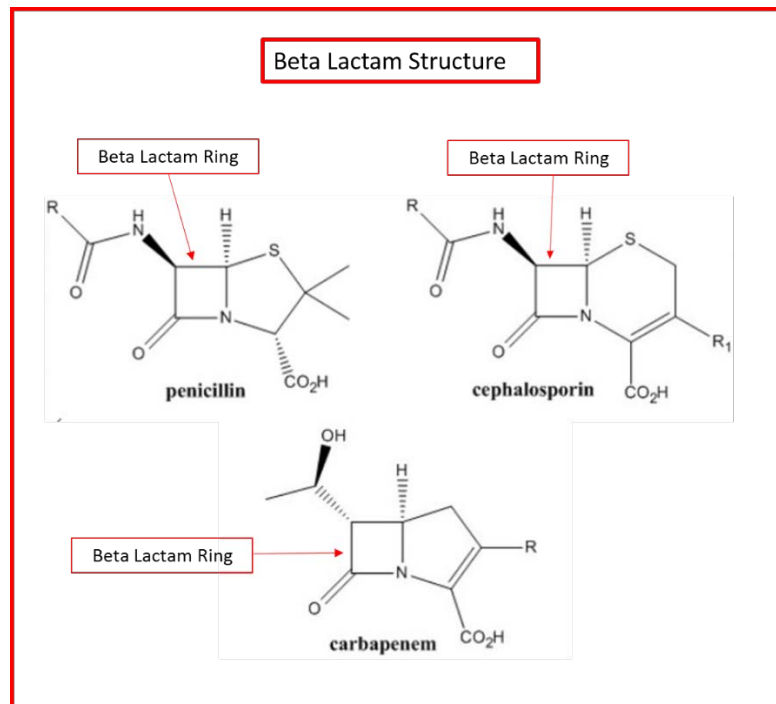 Beta Lactam Structure
Beta Lactam Ring
Beta Lactam Ring
R
H
N
H
S
O
N
O
CO₂H
penicillin
R
H
N
H
S
O
N
O
R₁
CO₂H
cephalosporin
OH
H
Beta Lactam Ring
R
N
O
CO₂H
carbapenem